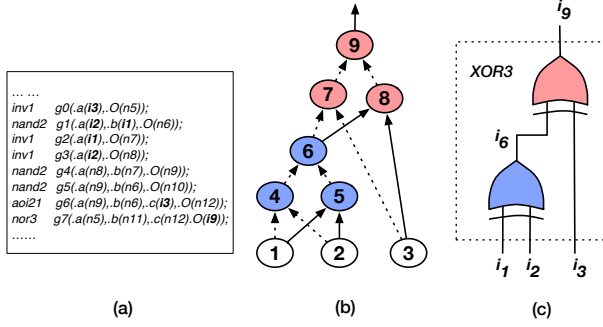 ... ...
inv1 g0(.a(i3),.O(n5));
nand2 g1(.a(i2),.b(i1),.O(n6));
inv1 g2(.a(i1),.O(n7));
inv1 g3(.a(i2),.O(n8));
nand2 g4(.a(n8),.b(n7),.O(n9));
nand2 g5(.a(n9),.b(n6),.O(n10));
aoi21 g6(.a(n9),.b(n6),.c(i3),.O(n12));
nor3 g7(.a(n5),.b(n11),.c(n12).O(i9));
......
(a)
9
7
8
6
4
5
1
2
3
(b)
i9
XOR3
i6
i1
i2
i3
(c)